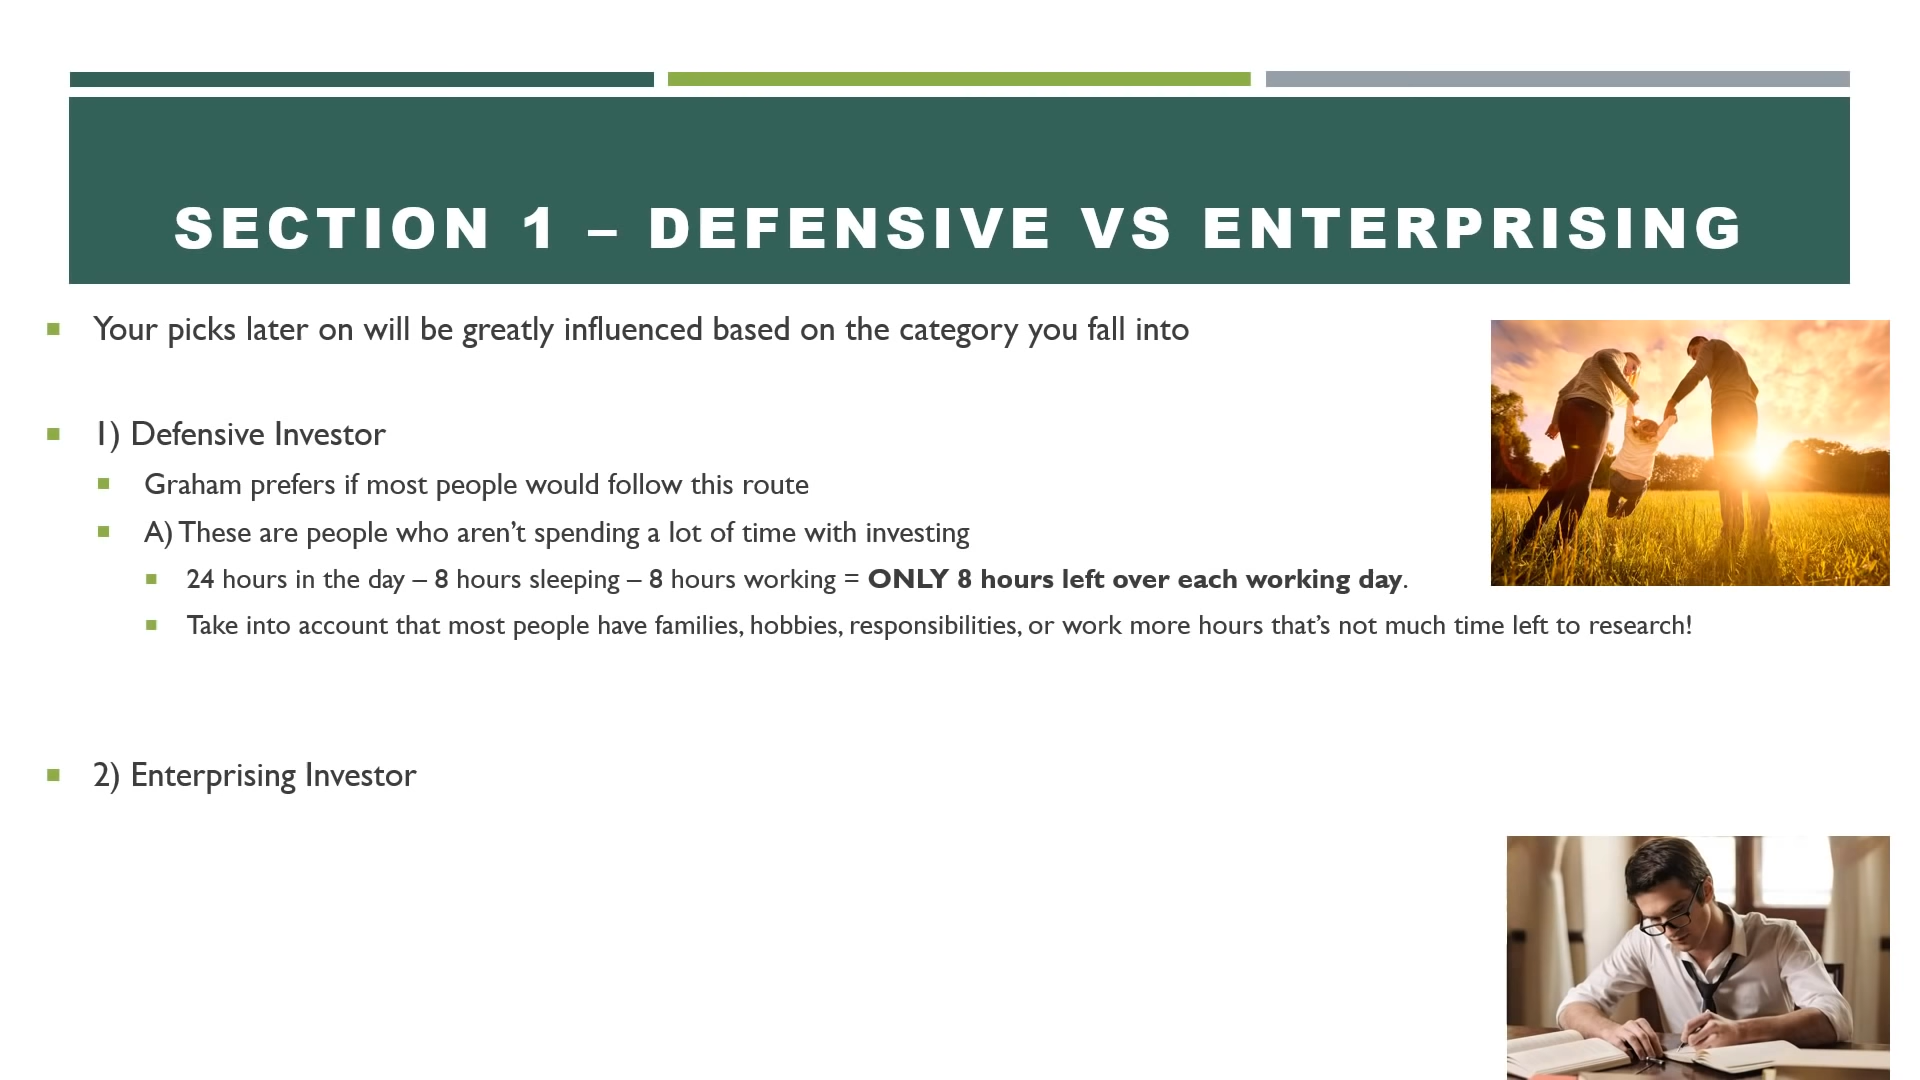 SECTION 1 – DEFENSIVE VS ENTERPRISING
Your picks later on will be greatly influenced based on the category you fall into
1) Defensive Investor
Graham prefers if most people would follow this route
A) These are people who aren’t spending a lot of time with investing
24 hours in the day – 8 hours sleeping – 8 hours working = ONLY 8 hours left over each working day.
Take into account that most people have families, hobbies, responsibilities, or work more hours that’s not much time left to research!
2) Enterprising Investor